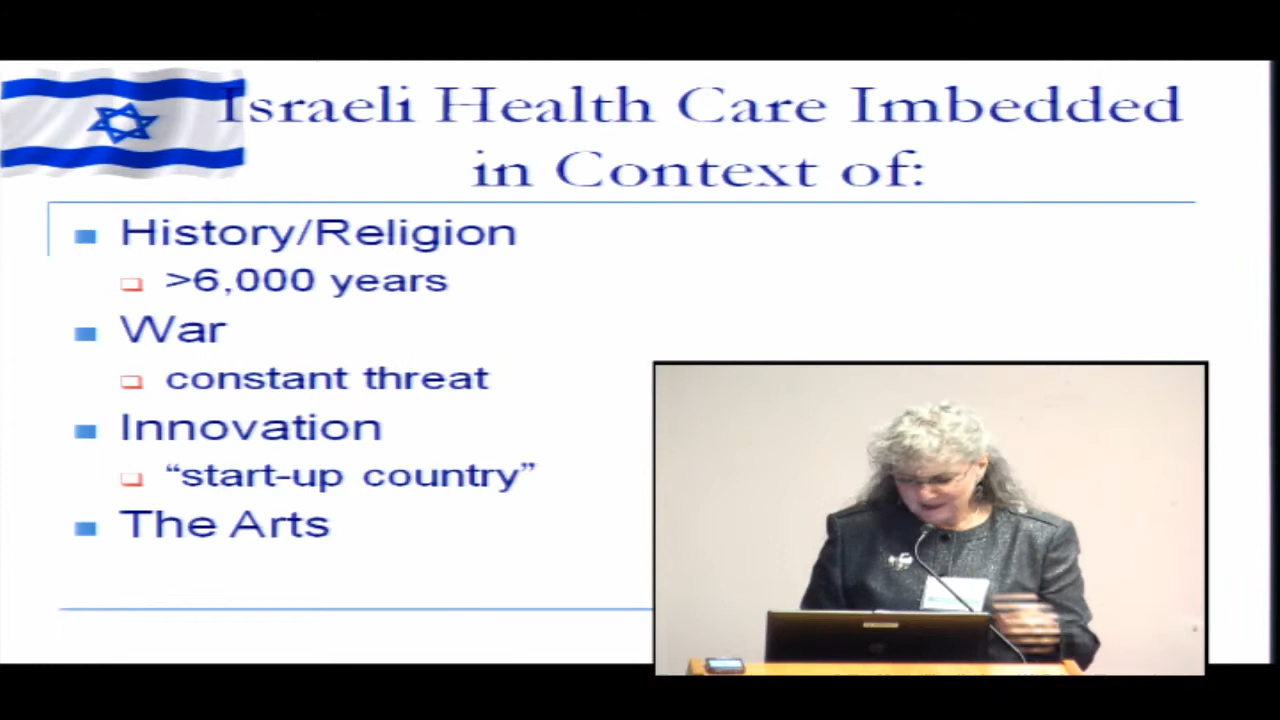 Israeli Health Care Imbedded
in Context of:
History/Religion
>6,000 years
War
constant threat
Innovation
“start-up country”
The Arts